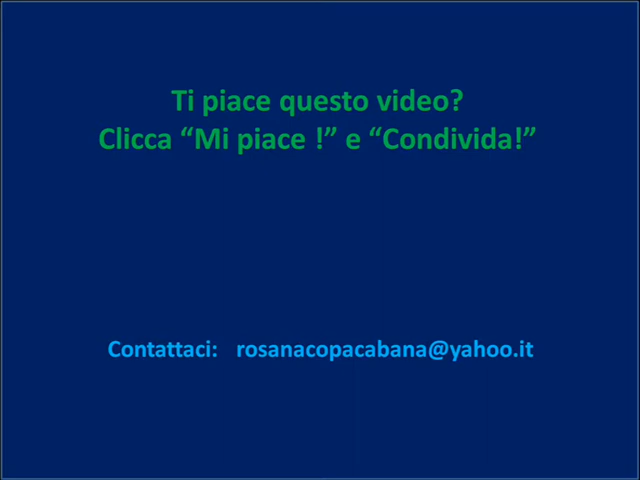 Ti piace questo video?
Clicca “Mi piace !” e “Condivida!”
Contattaci: rosanacopacabana@yahoo.it